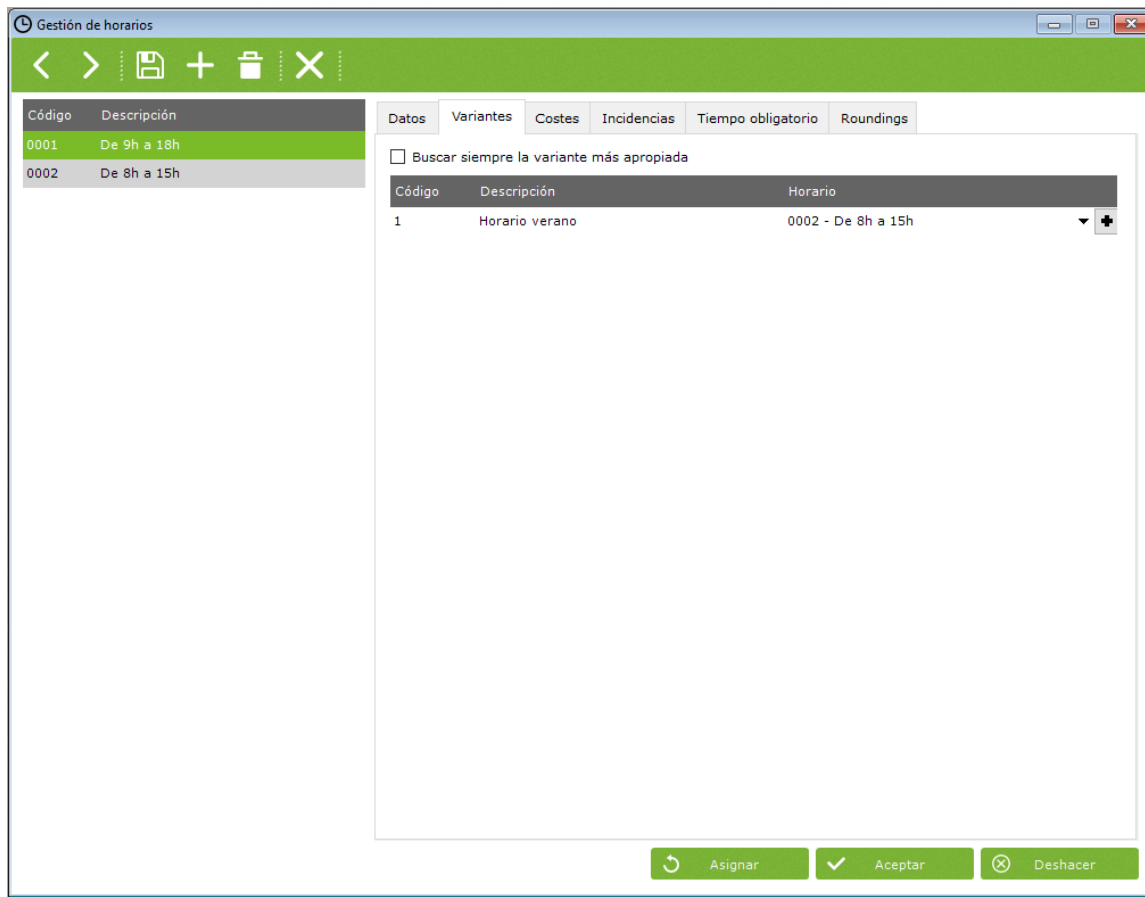 Gestión de horarios
Código Descripción
0001 De 9h a 18h
0002 De 8h a 15h
Datos Variantes Costes Incidencias Tiempo obligatorio Roundings
Buscar siempre la variante más apropiada
Código Descripción Horario
1 Horario verano 0002 - De 8h a 15h
Asignar Aceptar Deshacer